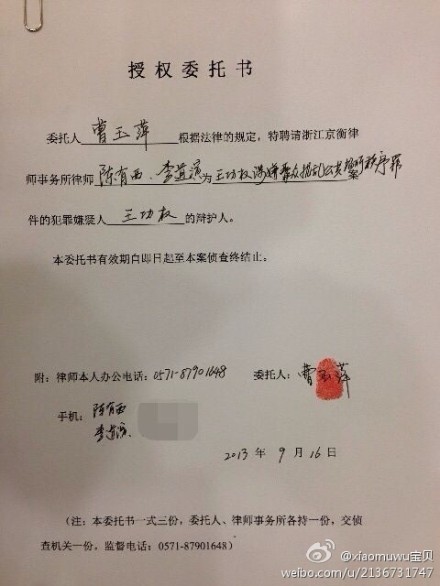 授权委托书
委托人 曹玉萍 根据法律的规定，特聘请浙江京衡律
师事务所律师 陈有西、李道演 为 王功权涉嫌聚众扰乱公共场所秩序罪 案
件的犯罪嫌疑人 王功权 的辩护人。
本委托书有效期自即日起至本案侦查终结止。
附：律师本人办公电话：0571-87901648 委托人：曹玉萍
手机：陈有西
李道演
2013 年 9 月 16 日
（注：本委托书一式三份，委托人、律师事务所各持一份，交侦
查机关一份，监督电话：0571-87901648）
@xiaomuwu宝贝
weibo.com/u/2136731747